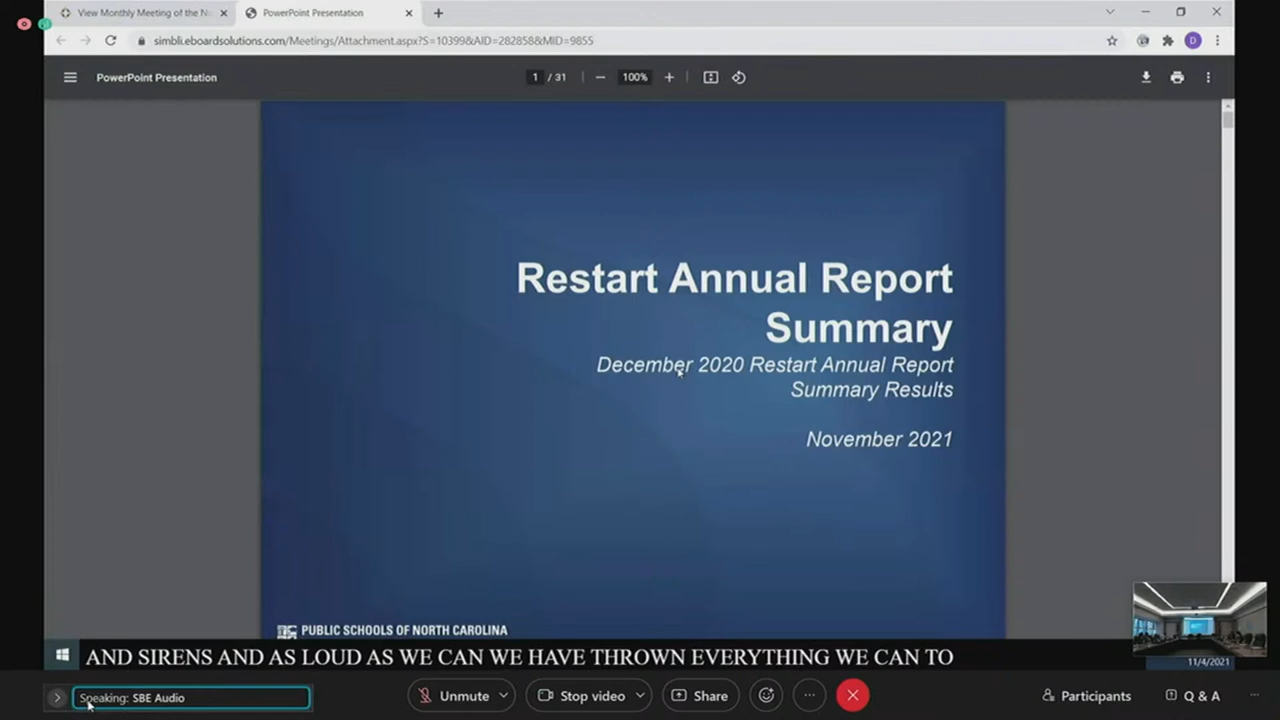 View Monthly Meeting of the N
PowerPoint Presentation
simbli.eboardsolutions.com/Meetings/Attachment.aspx?S=10399&AID=282858&MID=9855
D
PowerPoint Presentation
1 / 31
100%
Restart Annual Report
Summary
December 2020 Restart Annual Report
Summary Results
November 2021
PUBLIC SCHOOLS OF NORTH CAROLINA
AND SIRENS AND AS LOUD AS WE CAN WE HAVE THROWN EVERYTHING WE CAN TO
11/4/2021
Speaking: SBE Audio
Unmute
Stop video
Share
Participants
Q & A